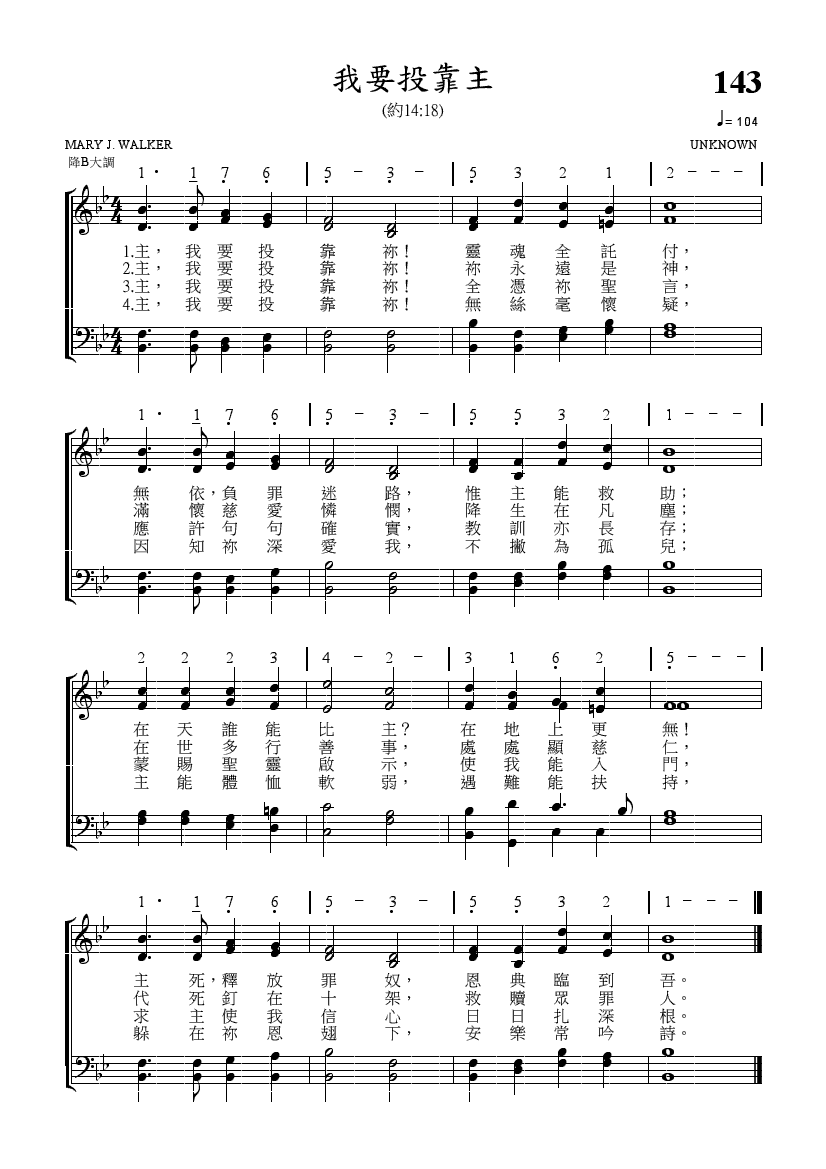 我要投靠主
143
(約14:18)
♩= 104
MARY J. WALKER
UNKNOWN
降B大調
1 · 1 7 6 | 5 − 3 − | 5 3 2 1 | 2 − − − |
4 4
1.主， 我 要 投 靠 祢！ 靈 魂 全 託 付，
2.主， 我 要 投 靠 祢！ 祢 永 遠 是 神，
3.主， 我 要 投 靠 祢！ 全 憑 祢 聖 言，
4.主， 我 要 投 靠 祢！ 無 絲 毫 懷 疑，
4 4
1 · 1 7 6 | 5 − 3 − | 5 5 3 2 | 1 − − − |
無 依，負 罪 迷 路， 惟 主 能 救 助；
滿 懷 慈 愛 憐 憫， 降 生 在 凡 塵；
應 許 句 句 確 實， 教 訓 亦 長 存；
因 知 祢 深 愛 我， 不 撇 為 孤 兒；
2 2 2 3 | 4 − 2 − | 3 1 6 2 | 5 − − − |
在 天 誰 能 比 主？ 在 地 上 更 無！
在 世 多 行 善 事， 處 處 顯 慈 仁，
蒙 賜 聖 靈 啟 示， 使 我 能 入 門，
主 能 體 恤 軟 弱， 遇 難 能 扶 持，
1 · 1 7 6 | 5 − 3 − | 5 5 3 2 | 1 − − −
主 死，釋 放 罪 奴， 恩 典 臨 到 吾。
代 死 釘 在 十 架， 救 贖 眾 罪 人。
求 主 使 我 信 心 日 日 扎 深 根。
躲 在 祢 恩 翅 下， 安 樂 常 吟 詩。